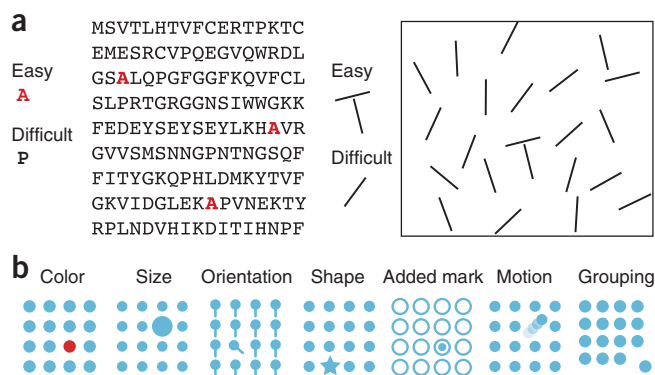 a
Easy
A
Difficult
P
MSVTLHTVFCERTPKTC
EMESRCVPQEGVQWRDL
GSALQPGFGGFKQVFCL
SLPRTGRGGNSIWWGKK
FEDEYSEYSEYLKHAVR
GVVSMSNNGPNTNGSQF
FITYGKQPHLDMKYTVF
GKVIDGLEKAPVNEKTY
RPLNDVHIKDITIHNPF
Easy
Difficult
b
Color Size Orientation Shape Added mark Motion Grouping